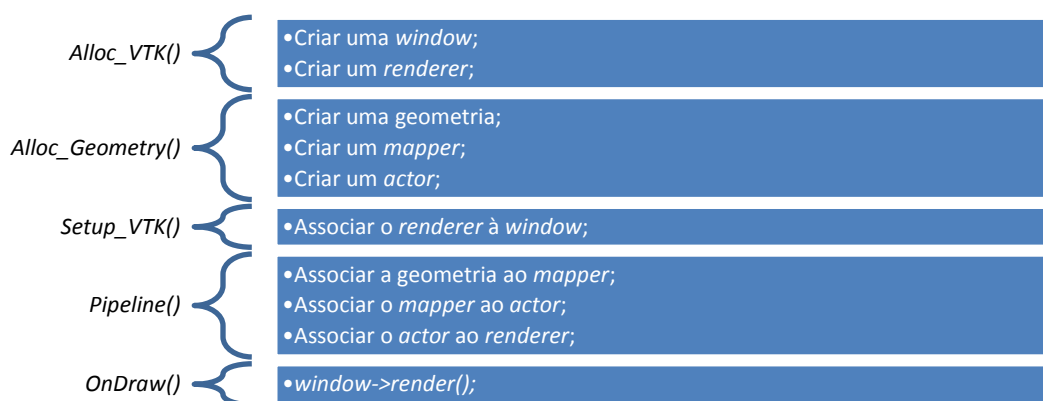 Alloc_VTK()
•Criar uma window;
•Criar um renderer;
Alloc_Geometry()
•Criar uma geometria;
•Criar um mapper;
•Criar um actor;
Setup_VTK()
•Associar o renderer à window;
Pipeline()
•Associar a geometria ao mapper;
•Associar o mapper ao actor;
•Associar o actor ao renderer;
OnDraw()
•window->render();